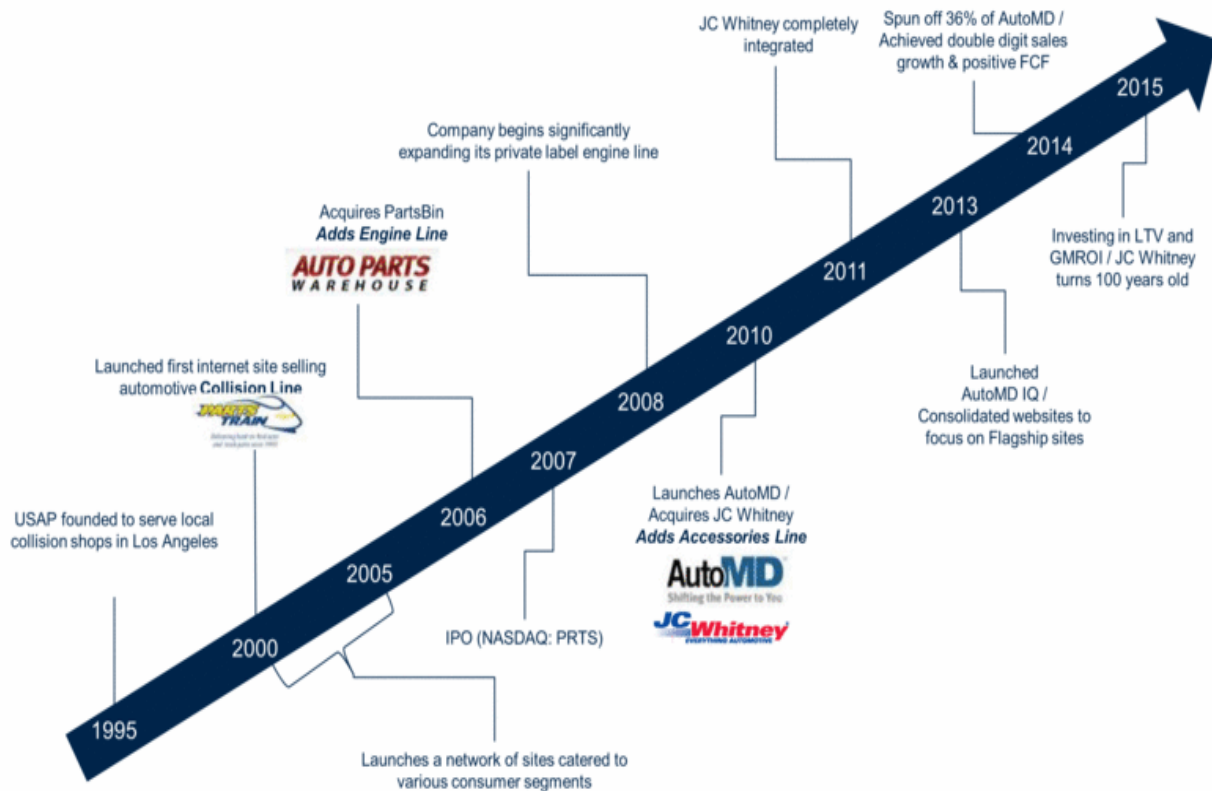 JC Whitney completely
integrated
Spun off 36% of AutoMD /
Achieved double digit sales
growth & positive FCF
2015
Company begins significantly
expanding its private label engine line
2014
Acquires PartsBin
Adds Engine Line
AUTO PARTS
WAREHOUSE
2013
Investing in LTV and
GMROI / JC Whitney
turns 100 years old
2011
2010
Launched first internet site selling
automotive Collision Line
PARTS
TRAIN
2008
Launched
AutoMD IQ /
Consolidated websites to
focus on Flagship sites
2007
USAP founded to serve local
collision shops in Los Angeles
2006
Launches AutoMD /
Acquires JC Whitney
Adds Accessories Line
AutoMD
Shifting the Power to You
JC Whitney
EVERYTHING AUTOMOTIVE
2005
IPO (NASDAQ: PRTS)
2000
1995
Launches a network of sites catered to
various consumer segments